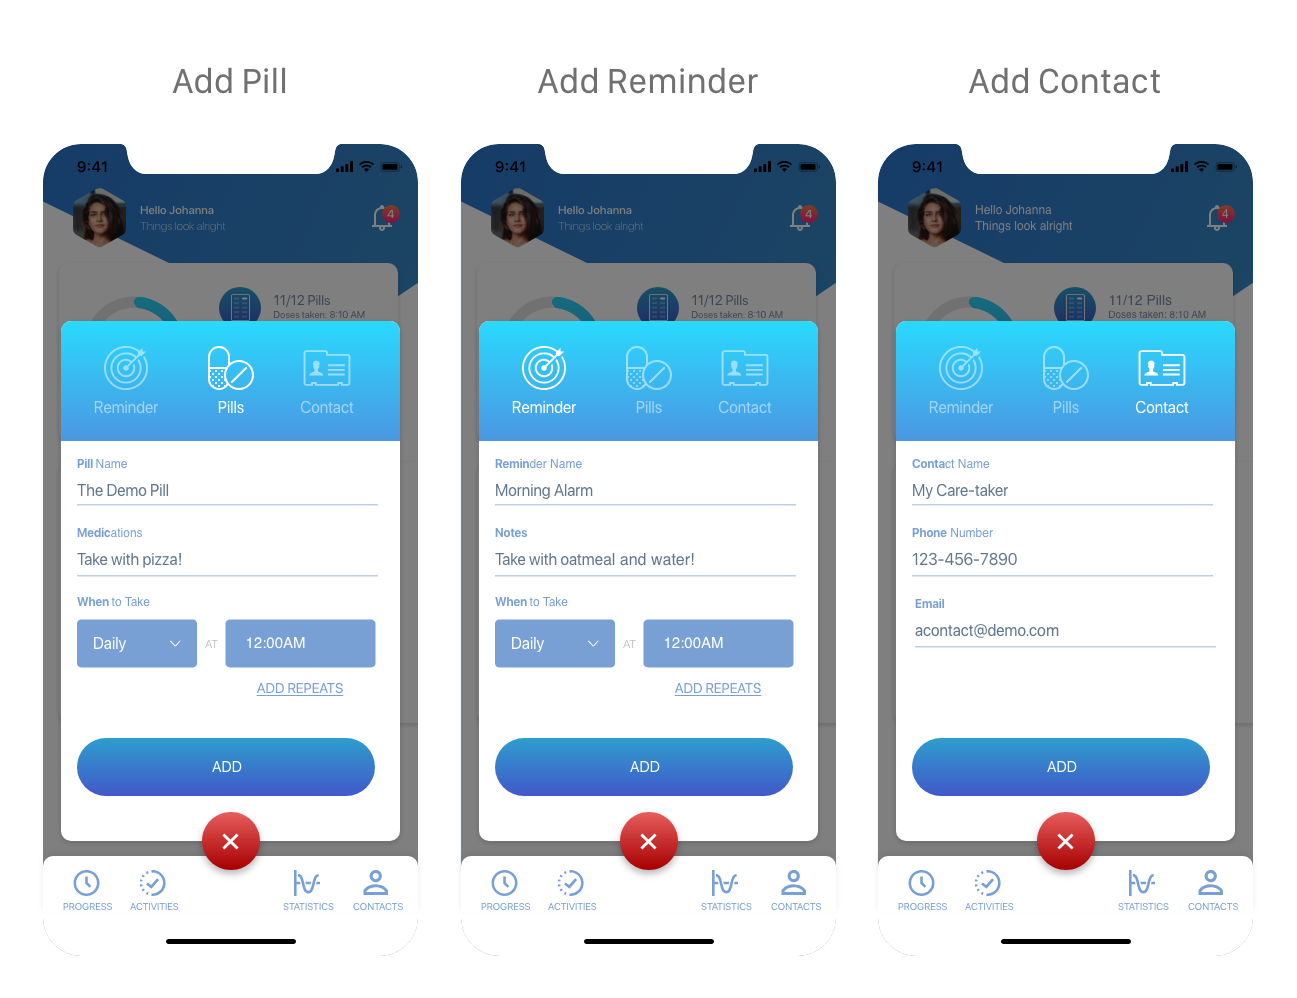 Add Pill
9:41
Hello Johanna
Things look alright
4
11/12 Pills
Doses taken: 8:10 AM
Reminder
Pills
Contact
Pill Name
The Demo Pill
Medications
Take with pizza!
When to Take
Daily
AT
12:00AM
ADD REPEATS
ADD
PROGRESS
ACTIVITIES
STATISTICS
CONTACTS
Add Reminder
9:41
Hello Johanna
Things look alright
4
11/12 Pills
Doses taken: 8:10 AM
Reminder
Pills
Contact
Reminder Name
Morning Alarm
Notes
Take with oatmeal and water!
When to Take
Daily
AT
12:00AM
ADD REPEATS
ADD
PROGRESS
ACTIVITIES
STATISTICS
CONTACTS
Add Contact
9:41
Hello Johanna
Things look alright
4
11/12 Pills
Doses taken: 8:10 AM
Reminder
Pills
Contact
Contact Name
My Care-taker
Phone Number
123-456-7890
Email
acontact@demo.com
ADD
PROGRESS
ACTIVITIES
STATISTICS
CONTACTS